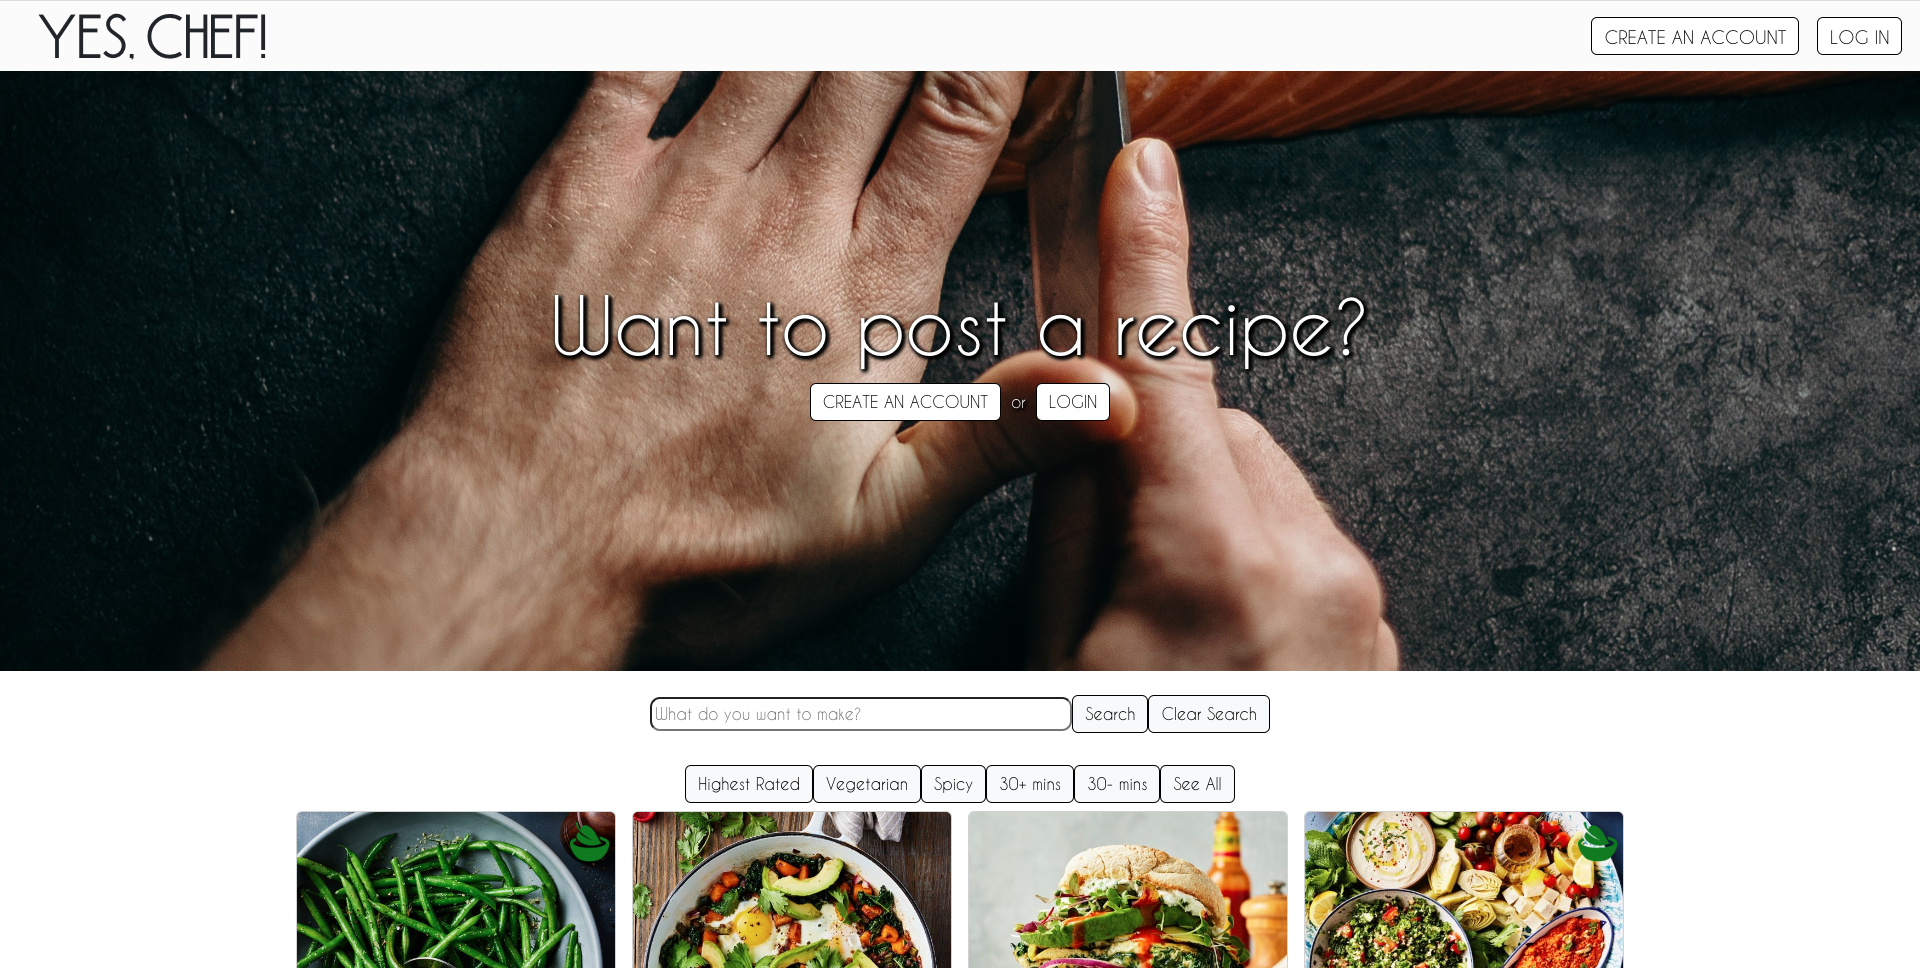 YES, CHEF!
CREATE AN ACCOUNT
LOG IN
Want to post a recipe?
CREATE AN ACCOUNT or LOGIN
What do you want to make?
Search
Clear Search
Highest Rated
Vegetarian
Spicy
30+ mins
30- mins
See All